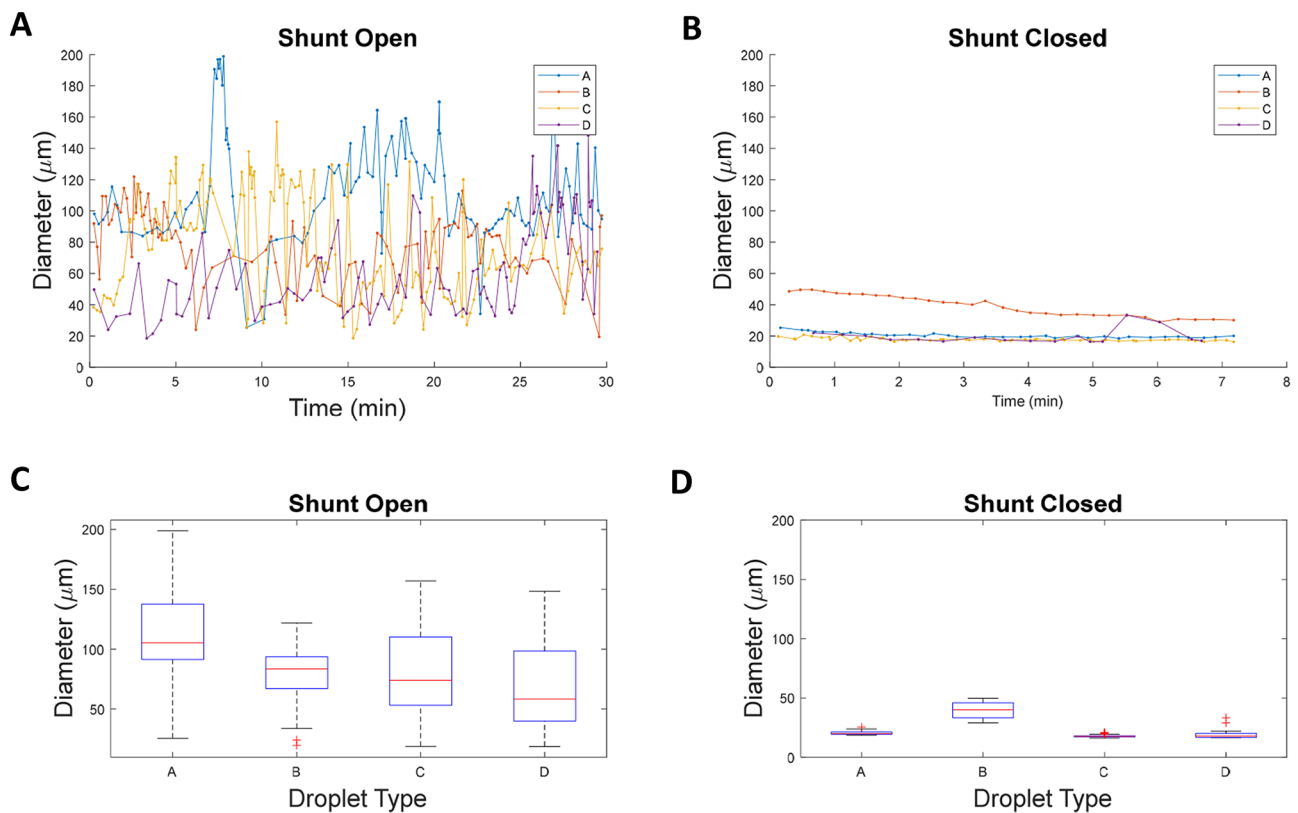 A
Shunt Open
200
180
160
140
120
100
80
60
40
20
0
Diameter (μm)
0 5 10 15 20 25 30
Time (min)
A
B
C
D
B
Shunt Closed
200
180
160
140
120
100
80
60
40
20
0
Diameter (μm)
0 1 2 3 4 5 6 7 8
Time (min)
A
B
C
D
C
Shunt Open
200
150
100
50
Diameter (μm)
A B C D
Droplet Type
D
Shunt Closed
200
150
100
50
0
Diameter (μm)
A B C D
Droplet Type